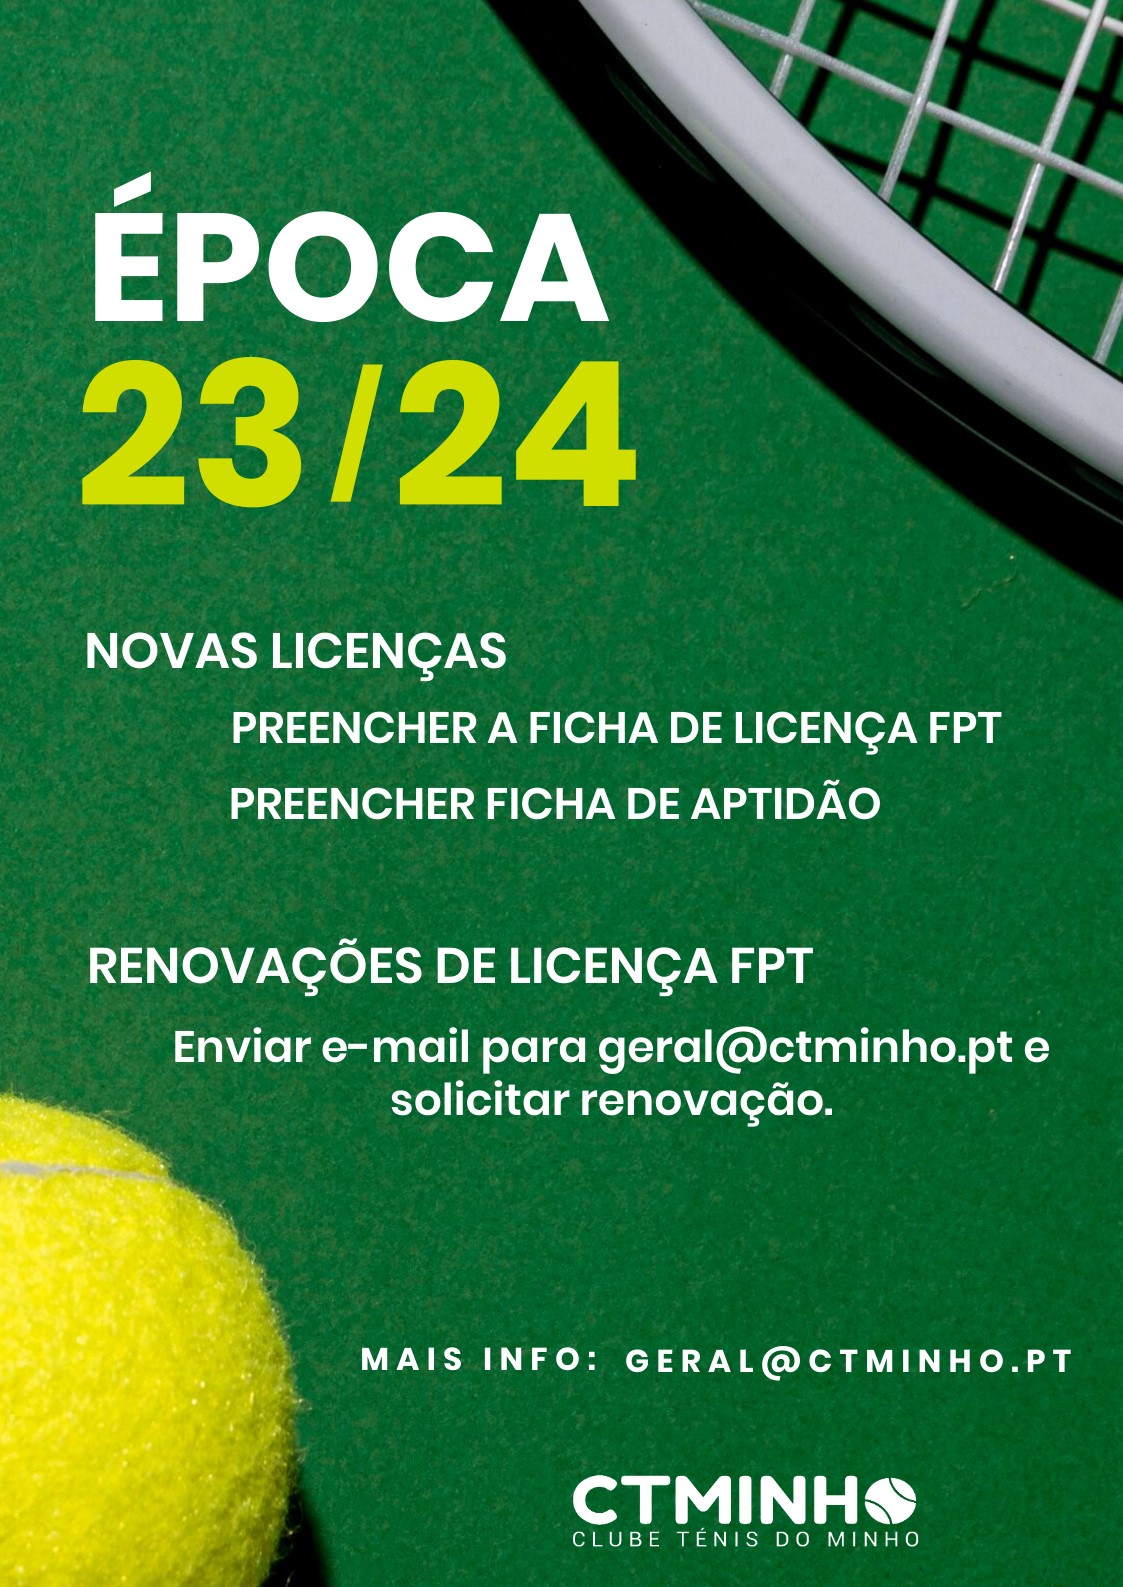 ÉPOCA
23/24
NOVAS LICENÇAS
PREENCHER A FICHA DE LICENÇA FPT
PREENCHER FICHA DE APTIDÃO
RENOVAÇÕES DE LICENÇA FPT
Enviar e-mail para geral@ctminho.pt e
solicitar renovação.
MAIS INFO: GERAL@CTMINHO.PT
CTMINHO
CLUBE TÉNIS DO MINHO